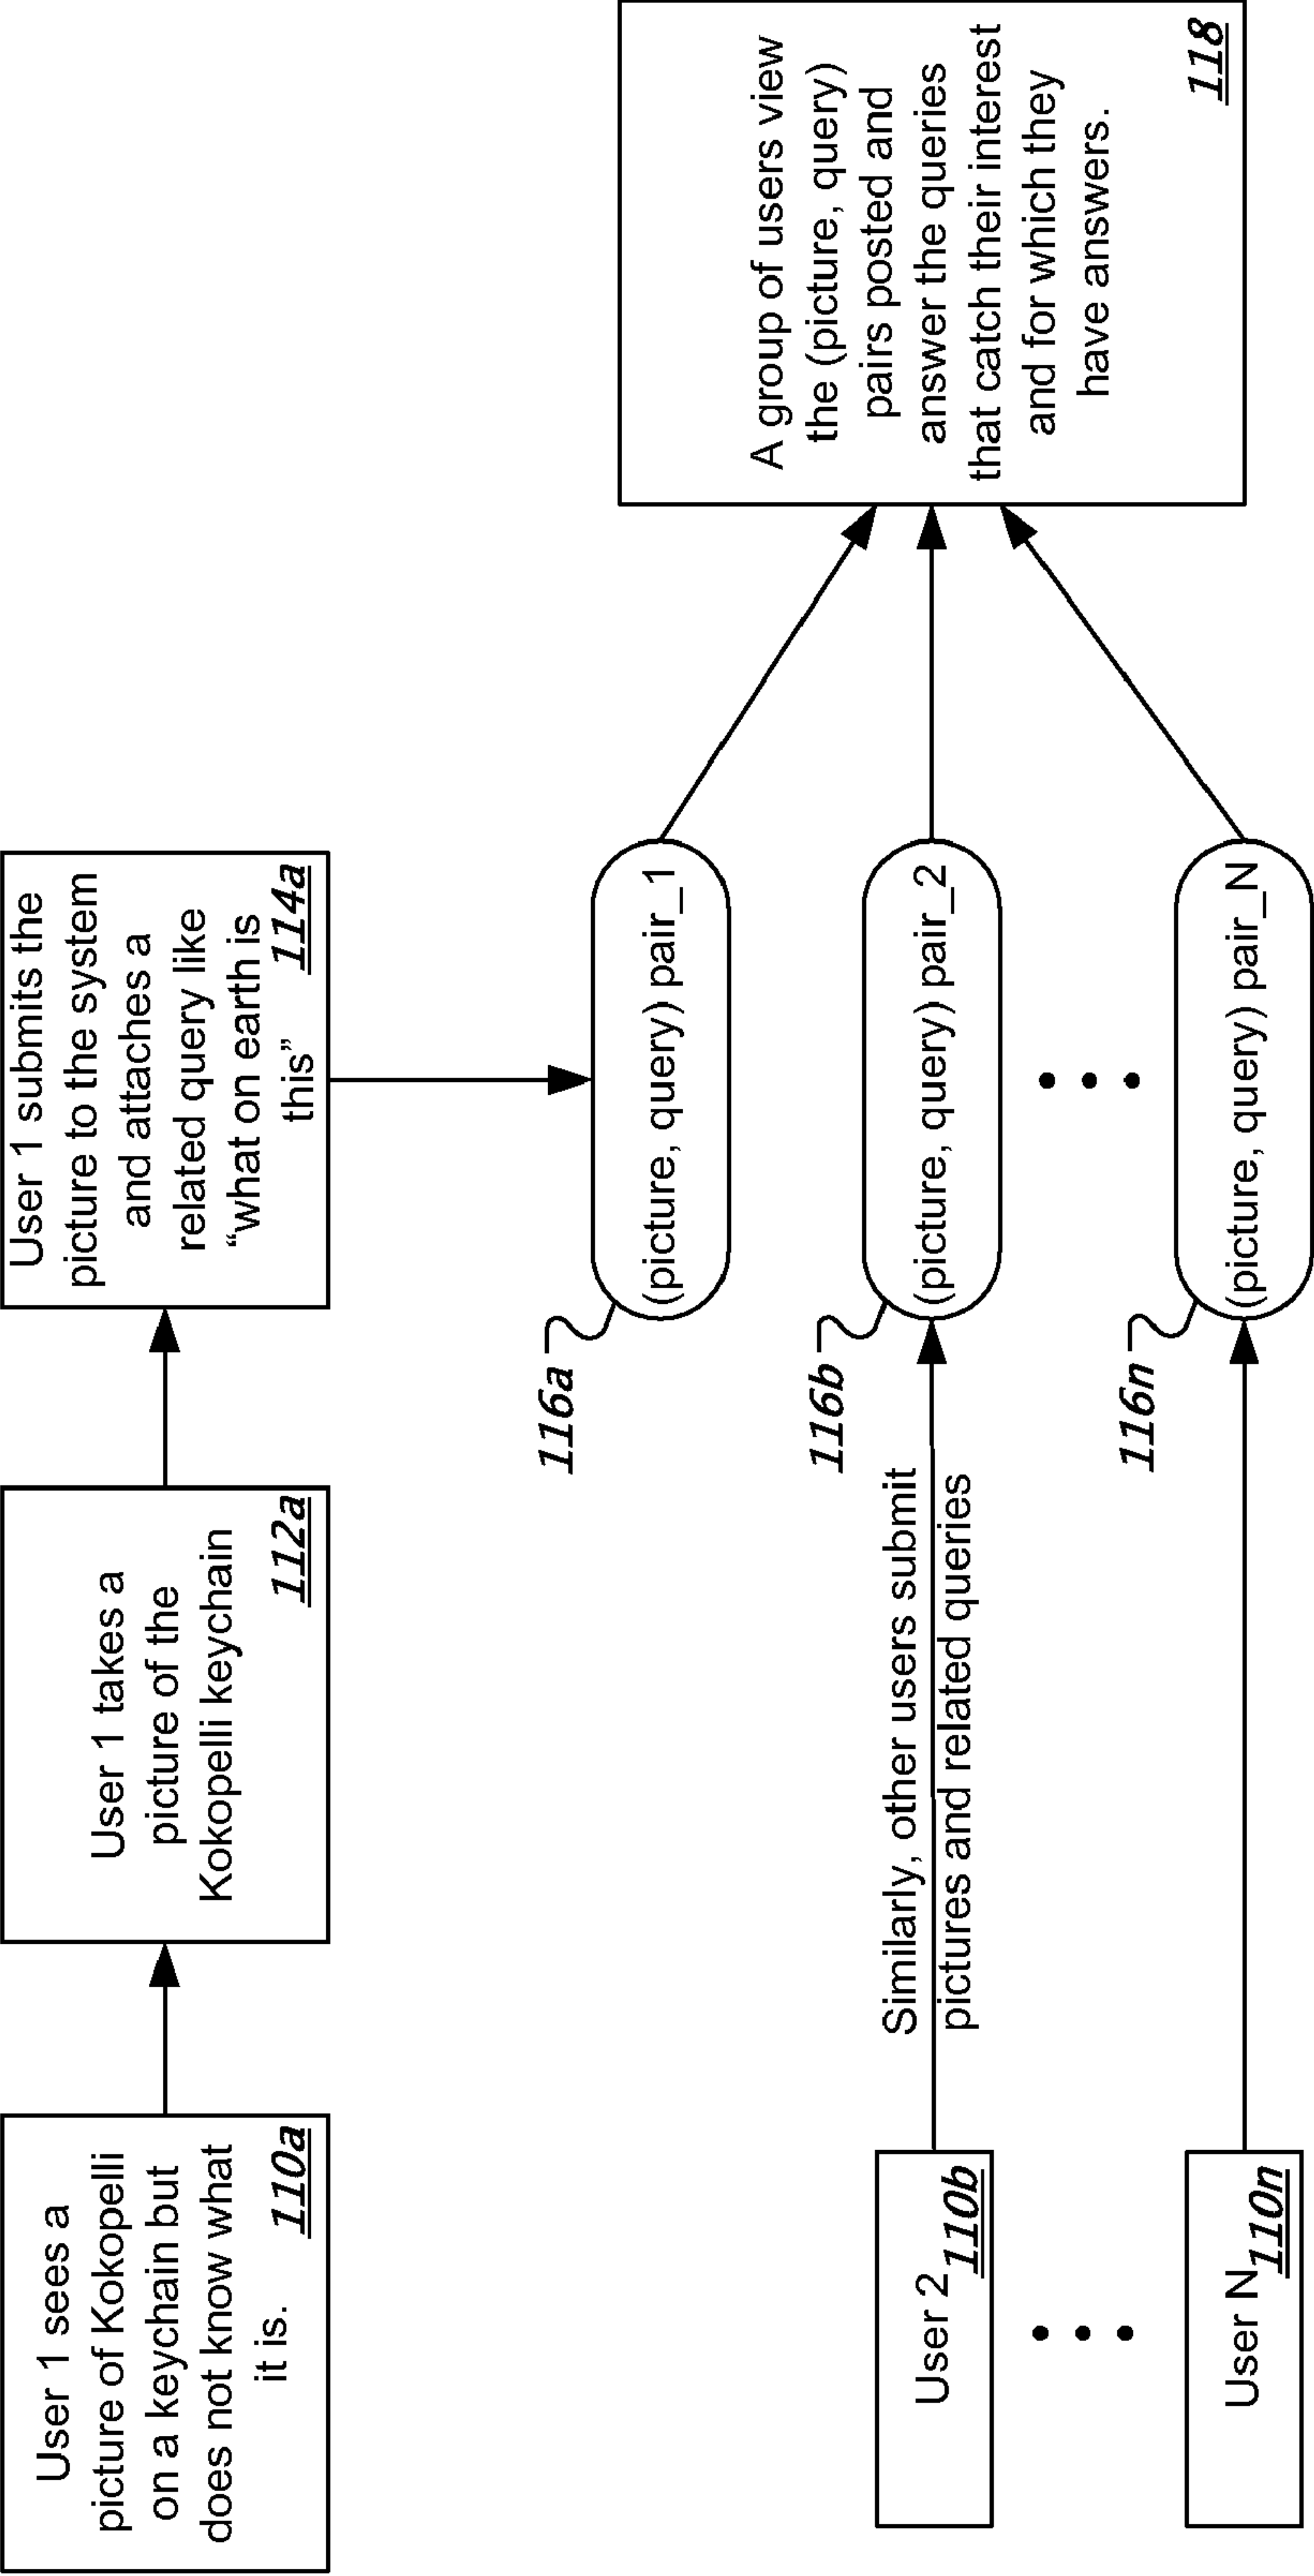 User 1 sees a
picture of Kokopelli
on a keychain but
does not know what
it is.
110a
User 1 takes a
picture of the
Kokopelli keychain
112a
User 1 submits the
picture to the system
and attaches a
related query like
“what on earth is
this”
114a
116a
(picture, query) pair_1
User 2
110b
Similarly, other users submit
pictures and related queries
116b
(picture, query) pair_2
User N
110n
116n
(picture, query) pair_N
A group of users view
the (picture, query)
pairs posted and
answer the queries
that catch their interest
and for which they
have answers.
118